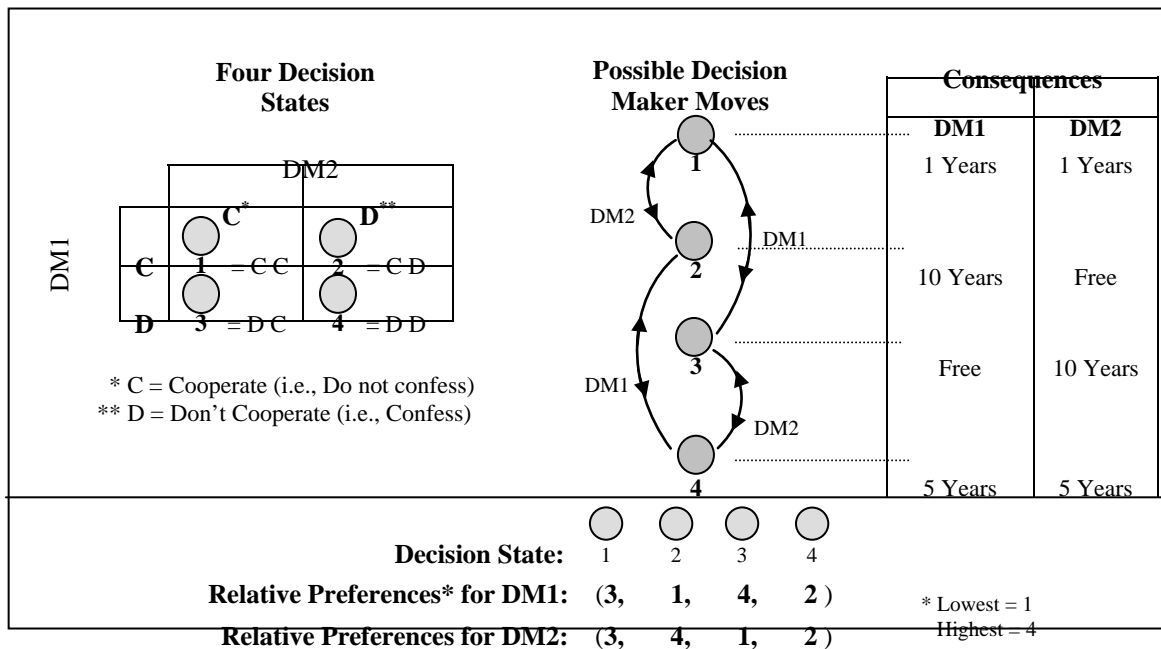 Four Decision
States
DM2
C* D**
DM1
C 1 = C C 2 = C D
D 3 = D C 4 = D D
* C = Cooperate (i.e., Do not confess)
** D = Don't Cooperate (i.e., Confess)
Possible Decision
Maker Moves
1
DM2
DM1
2
3
DM1
DM2
4
Consequences
DM1 DM2
1 Years 1 Years
10 Years Free
Free 10 Years
5 Years 5 Years
Decision State: 1 2 3 4
Relative Preferences* for DM1: (3, 1, 4, 2 )
Relative Preferences for DM2: (3, 4, 1, 2 )
* Lowest = 1
Highest = 4